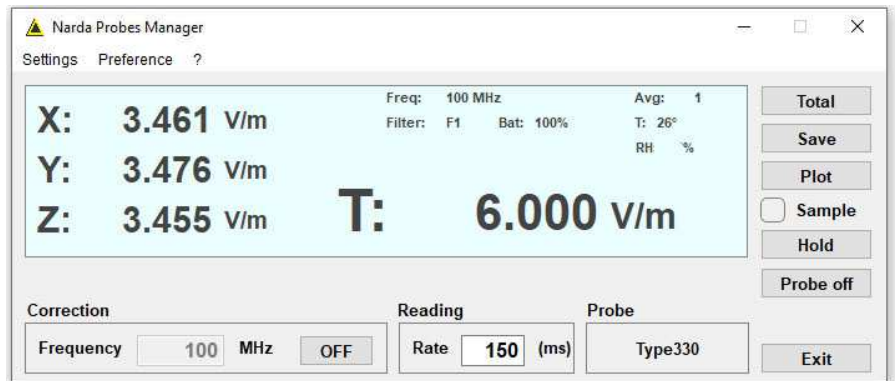 Narda Probes Manager
Settings Preference ?
X: 3.461 V/m
Y: 3.476 V/m
Z: 3.455 V/m
Freq: 100 MHz Avg: 1
Filter: F1 Bat: 100% T: 26°
RH %
T: 6.000 V/m
Total
Save
Plot
Sample
Hold
Probe off
Correction Reading Probe
Frequency 100 MHz OFF Rate 150 (ms) Type330
Exit